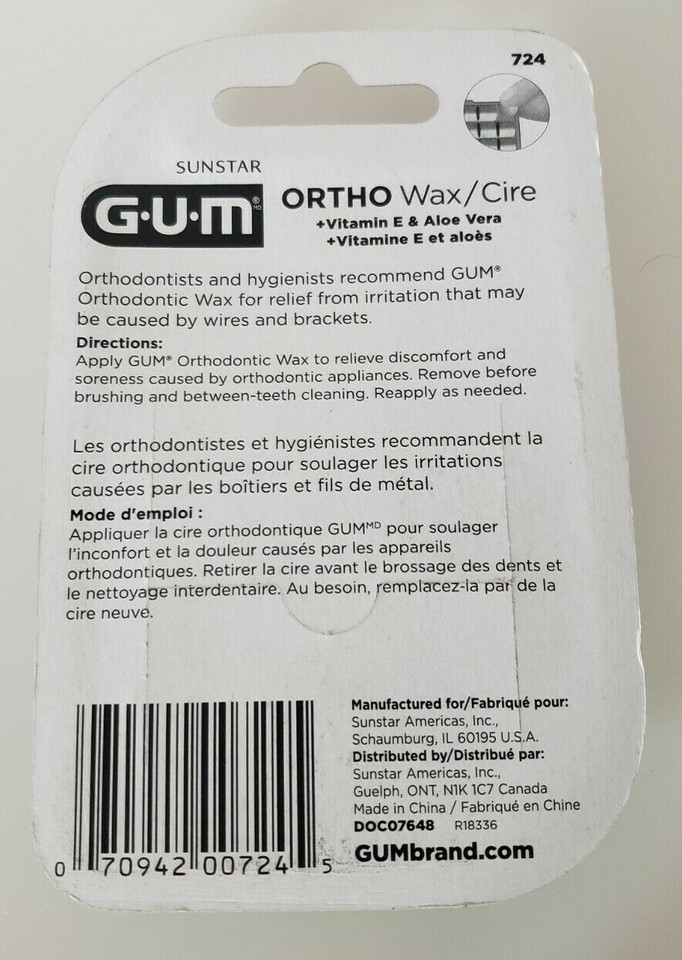 724
SUNSTAR
G·U·M® MD
ORTHO Wax/Cire
+Vitamin E & Aloe Vera
+Vitamine E et aloès
Orthodontists and hygienists recommend GUM®
Orthodontic Wax for relief from irritation that may
be caused by wires and brackets.
Directions:
Apply GUM® Orthodontic Wax to relieve discomfort and
soreness caused by orthodontic appliances. Remove before
brushing and between-teeth cleaning. Reapply as needed.
Les orthodontistes et hygiénistes recommandent la
cire orthodontique pour soulager les irritations
causées par les boîtiers et fils de métal.
Mode d'emploi :
Appliquer la cire orthodontique GUMMD pour soulager
l'inconfort et la douleur causés par les appareils
orthodontiques. Retirer la cire avant le brossage des dents et
le nettoyage interdentaire. Au besoin, remplacez-la par de la
cire neuve.
0 70942 00724 5
Manufactured for/Fabriqué pour:
Sunstar Americas, Inc.,
Schaumburg, IL 60195 U.S.A.
Distributed by/Distribué par:
Sunstar Americas, Inc.,
Guelph, ONT, N1K 1C7 Canada
Made in China / Fabriqué en Chine
DOC07648 R18336
GUMbrand.com